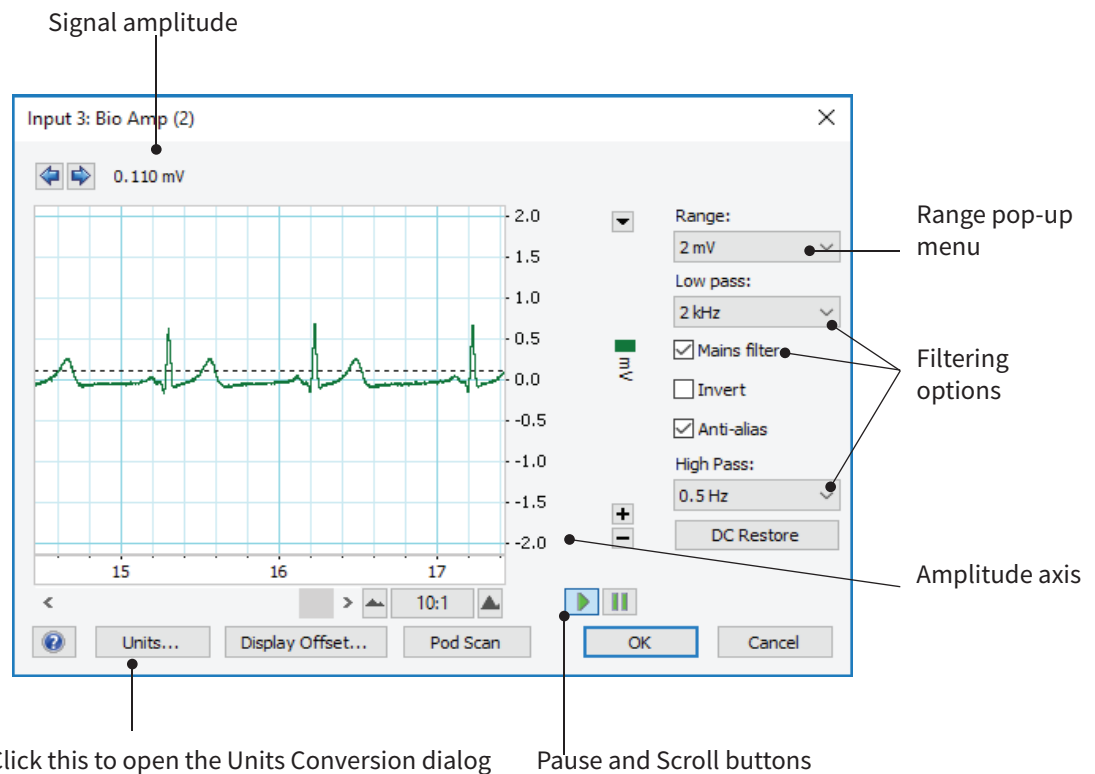 Signal amplitude
Input 3: Bio Amp (2)
0.110 mV
2.0
1.5
1.0
0.5
0.0
-0.5
-1.0
-1.5
-2.0
mV
15
16
17
10:1
Range:
2 mV
Low pass:
2 kHz
Mains filter
Invert
Anti-alias
High Pass:
0.5 Hz
DC Restore
Units...
Display Offset...
Pod Scan
OK
Cancel
Range pop-up
menu
Filtering
options
Amplitude axis
Click this to open the Units Conversion dialog
Pause and Scroll buttons